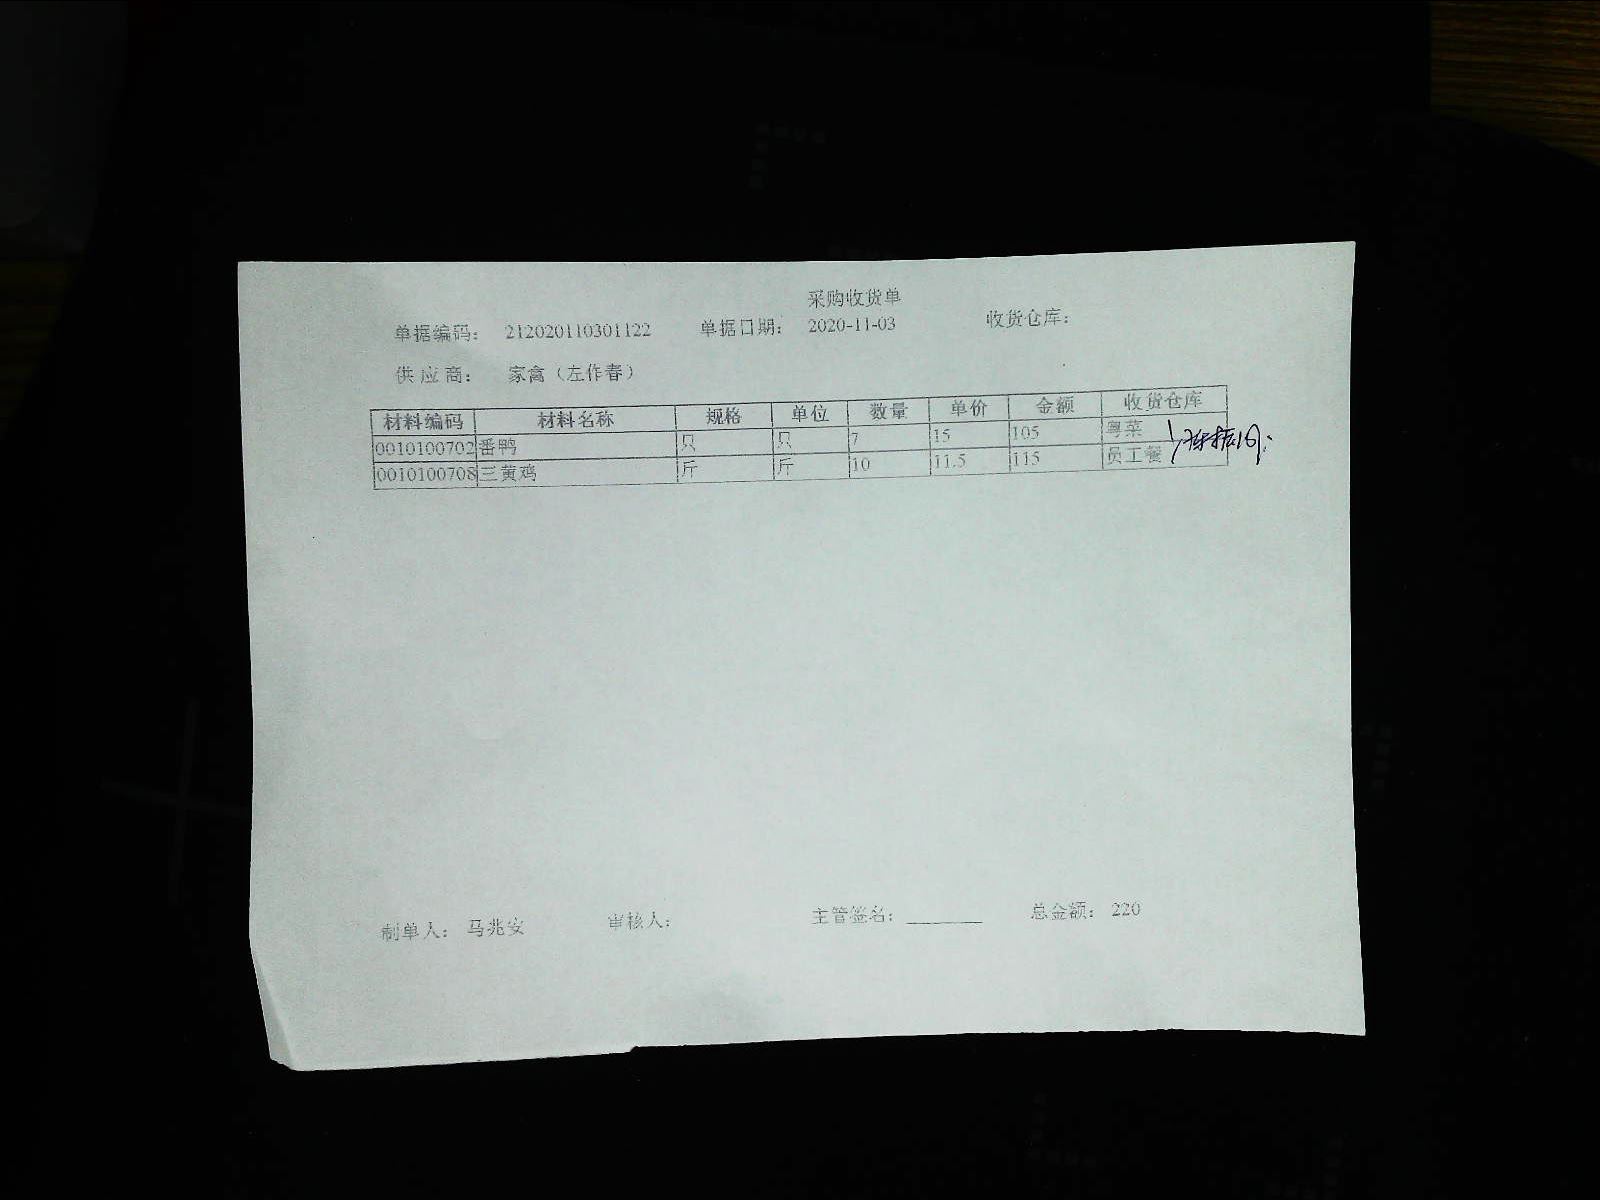 采购收货单
单据编码： 212020110301122 单据日期： 2020-11-03 收货仓库：
供 应 商： 家禽（左作春）
材料编码 材料名称 规格 单位 数量 单价 金额 收货仓库
0010100702 番鸭 只 只 7 15 105 粤菜
0010100708 三黄鸡 斤 斤 10 11.5 115 员工餐
制单人： 马兆安 审核人： 主管签名：________ 总金额： 220